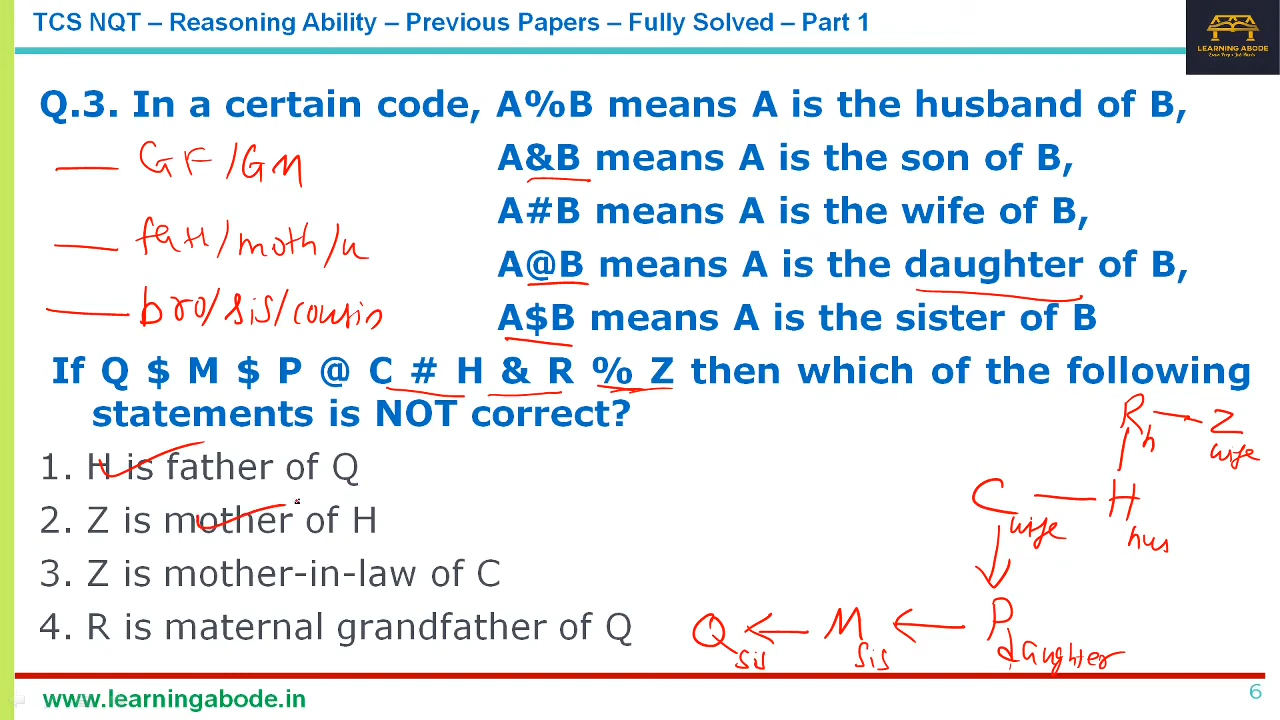 TCS NQT – Reasoning Ability – Previous Papers – Fully Solved – Part 1
LEARNING ABODE
Q.3. In a certain code, A%B means A is the husband of B,
GF/GM
A&B means A is the son of B,
A#B means A is the wife of B,
fath/moth/u
A@B means A is the daughter of B,
bro/sis/cousin
A$B means A is the sister of B
If Q $ M $ P @ C # H & R % Z then which of the following
statements is NOT correct?
R h Z wife
1. H is father of Q
C wife H hus
2. Z is mother of H
3. Z is mother-in-law of C
4. R is maternal grandfather of Q
Q sis M sis P daughter
www.learningabode.in
6